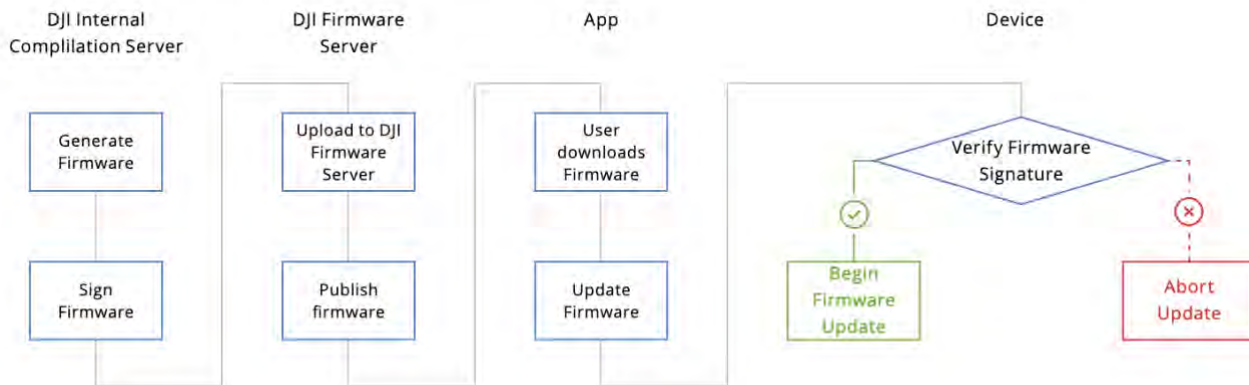 DJI Internal
Complilation Server
DJI Firmware
Server
App
Device
Generate
Firmware
Sign
Firmware
Upload to DJI
Firmware
Server
Publish
firmware
User
downloads
Firmware
Update
Firmware
Verify Firmware
Signature
Begin
Firmware
Update
Abort
Update